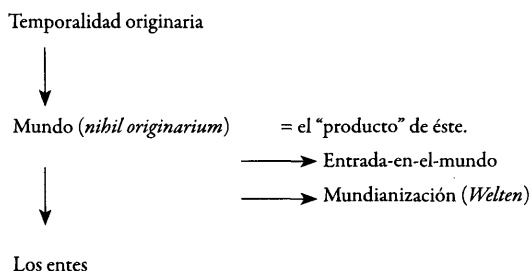 Temporalidad originaria
Mundo (nihil originarium) = el “producto” de éste.
Entrada-en-el-mundo
Mundianización (Welten)
Los entes